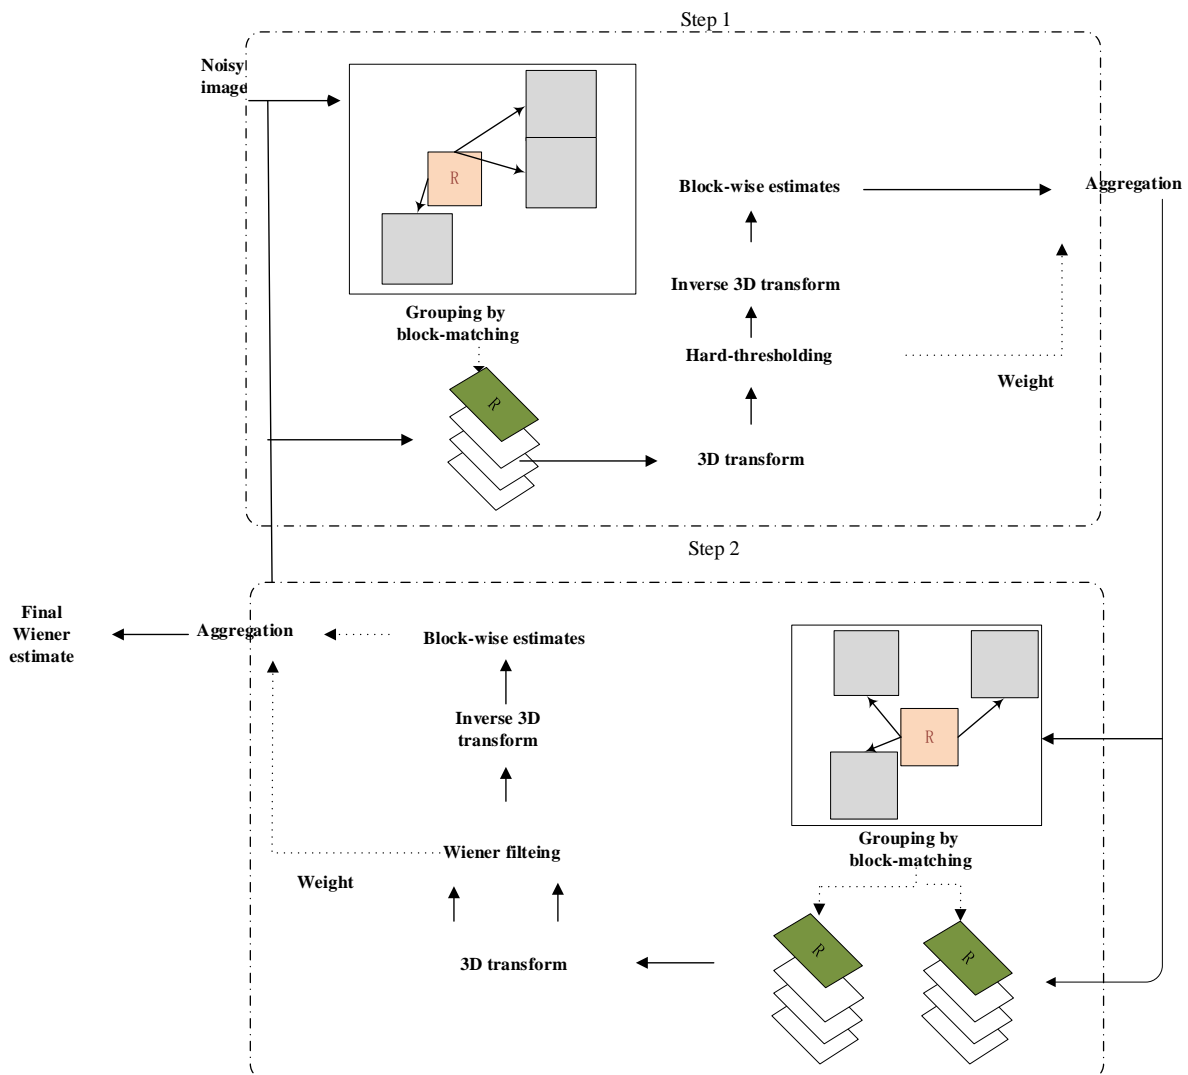 Step 1
Noisy
image
R
Block-wise estimates
Aggregation
Inverse 3D transform
Grouping by
block-matching
Hard-thresholding
Weight
R
3D transform
Step 2
Final
Wiener
estimate
Aggregation
Block-wise estimates
Inverse 3D
transform
R
Wiener filteing
Grouping by
block-matching
Weight
R
R
3D transform